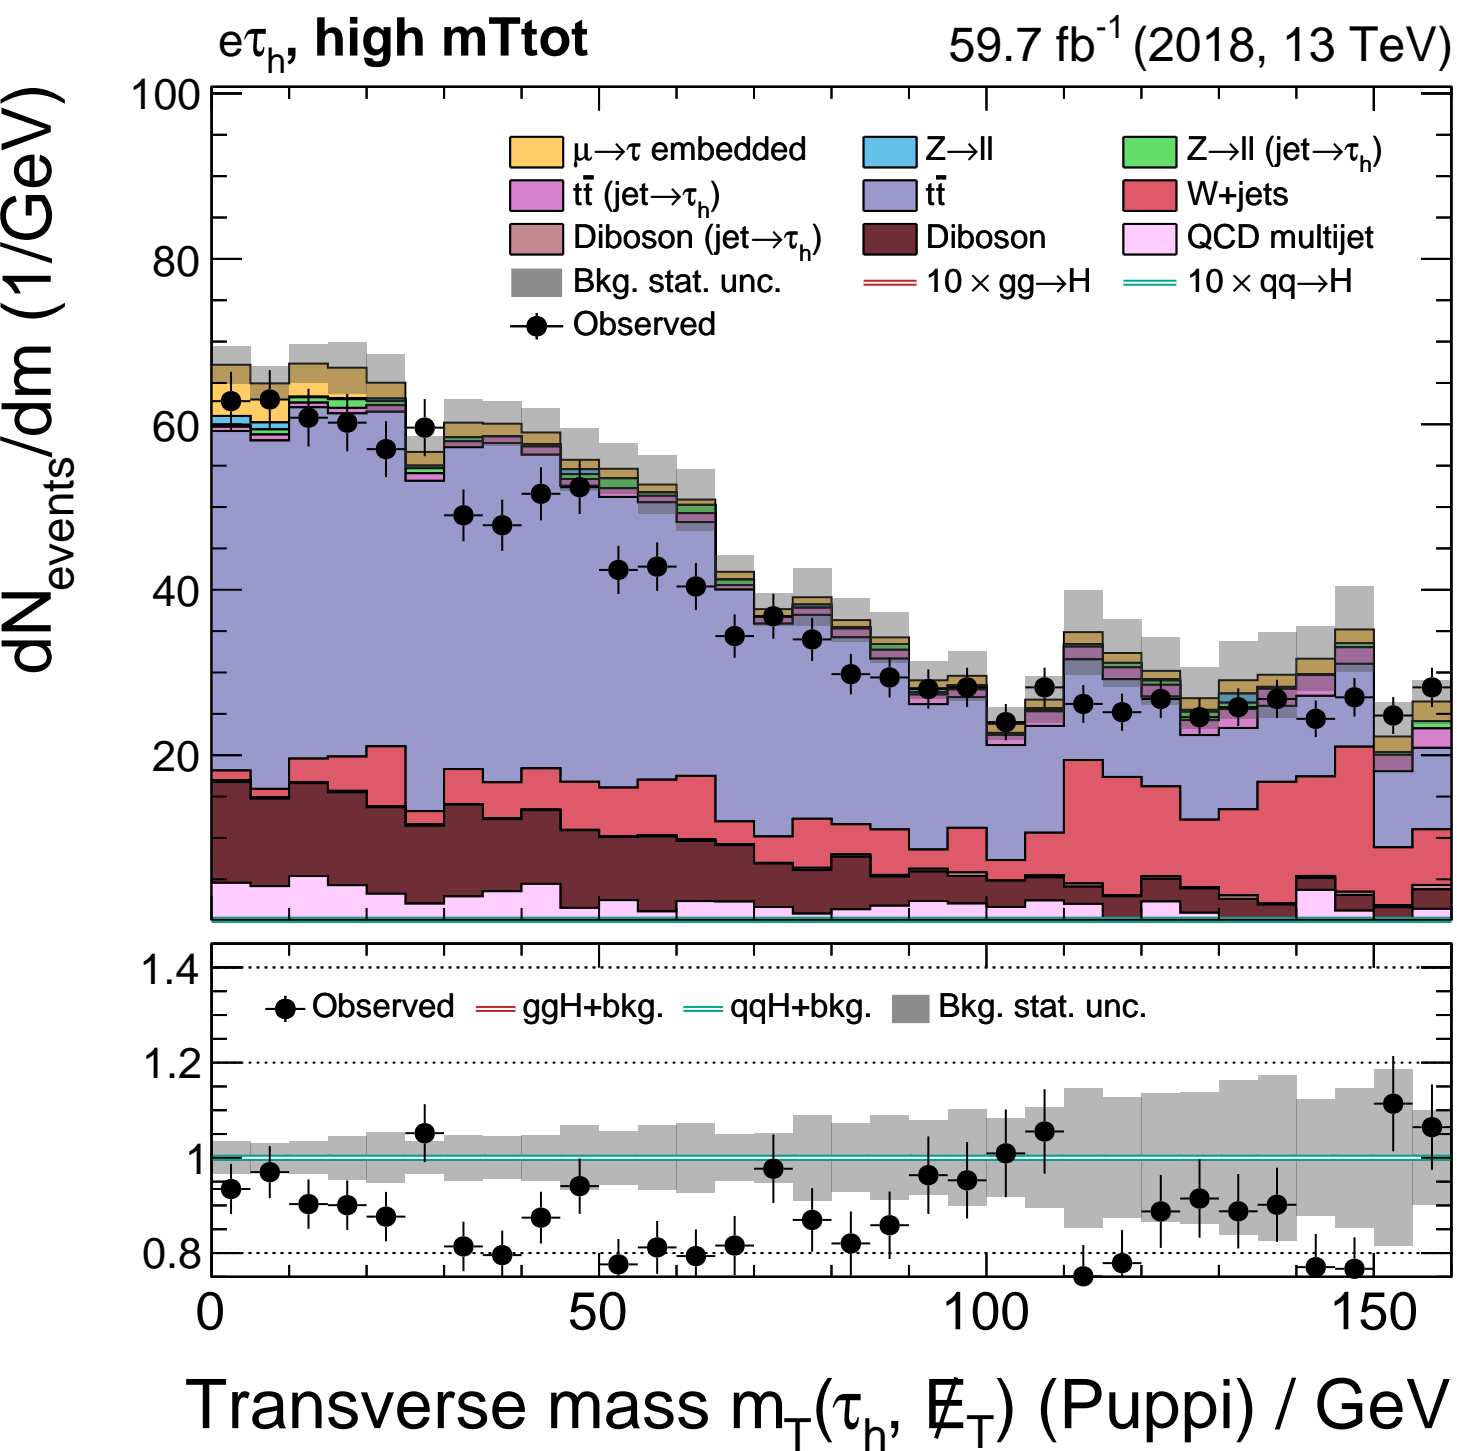 eτh, high mTtot
59.7 fb-1 (2018, 13 TeV)
dNevents/dm (1/GeV)
100
80
60
40
20
μ→τ embedded
Z→ll
Z→ll (jet→τh)
tt̄ (jet→τh)
tt̄
W+jets
Diboson (jet→τh)
Diboson
QCD multijet
Bkg. stat. unc.
10 × gg→H
10 × qq→H
Observed
1.4
1.2
1
0.8
Observed
ggH+bkg.
qqH+bkg.
Bkg. stat. unc.
0
50
100
150
Transverse mass mT(τh, E̸T) (Puppi) / GeV